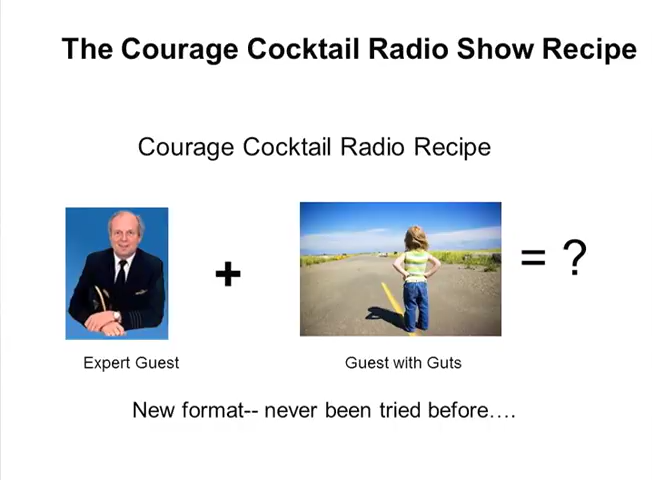 The Courage Cocktail Radio Show Recipe
Courage Cocktail Radio Recipe
+
= ?
Expert Guest
Guest with Guts
New format-- never been tried before….